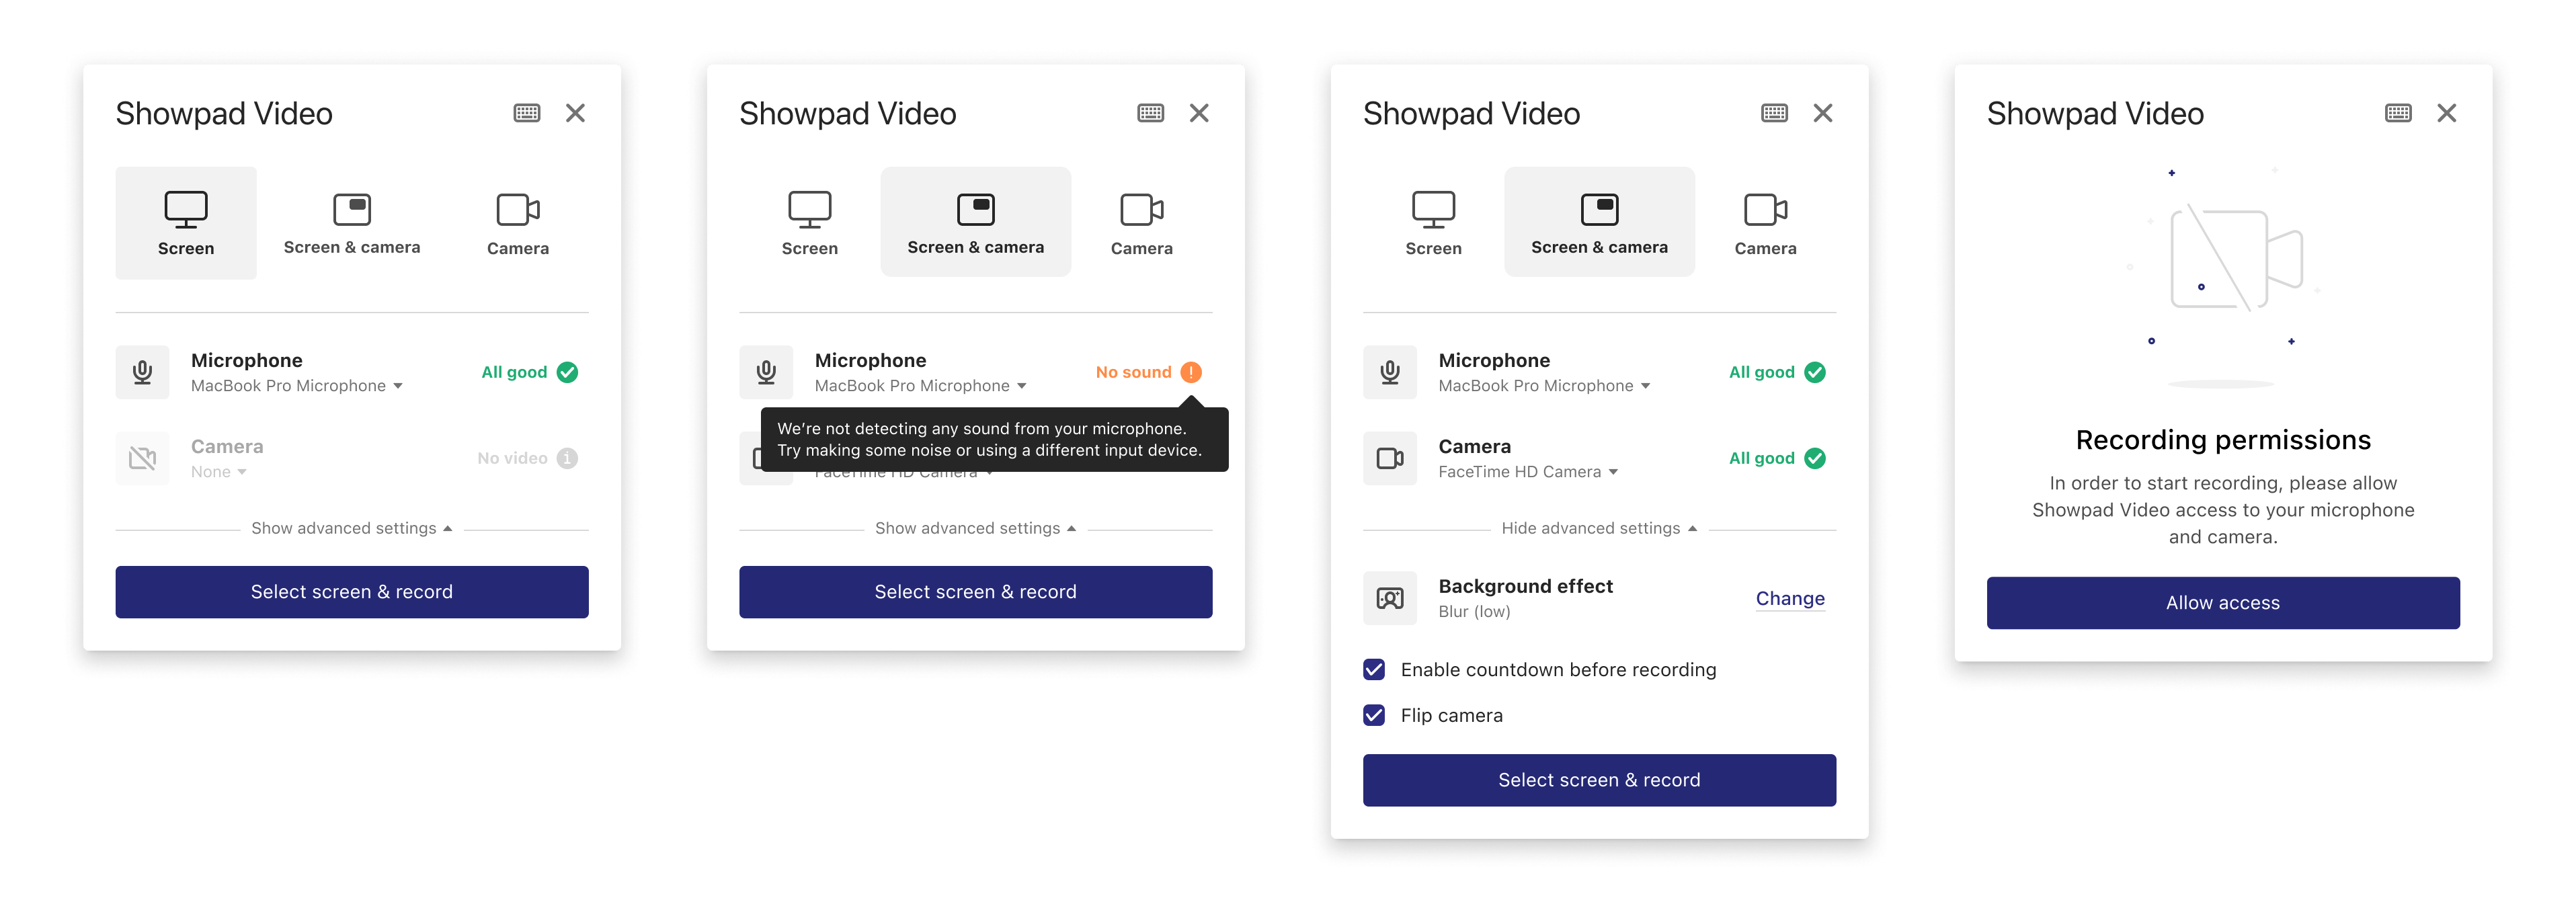 Showpad Video
Screen
Screen & camera
Camera
Microphone
MacBook Pro Microphone
All good
Camera
None
No video
Show advanced settings
Select screen & record
Showpad Video
Screen
Screen & camera
Camera
Microphone
MacBook Pro Microphone
No sound
We’re not detecting any sound from your microphone.
Try making some noise or using a different input device.
FaceTime HD Camera
Show advanced settings
Select screen & record
Showpad Video
Screen
Screen & camera
Camera
Microphone
MacBook Pro Microphone
All good
Camera
FaceTime HD Camera
All good
Hide advanced settings
Background effect
Blur (low)
Change
Enable countdown before recording
Flip camera
Select screen & record
Showpad Video
Recording permissions
In order to start recording, please allow
Showpad Video access to your microphone
and camera.
Allow access